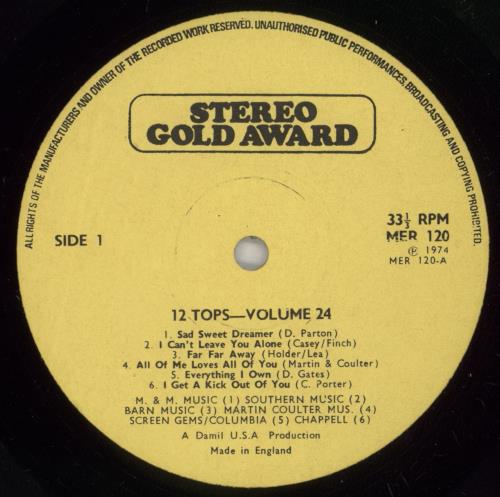 ALL RIGHTS OF THE MANUFACTURERS AND OWNER OF THE RECORDED WORK RESERVED. UNAUTHORISED PUBLIC PERFORMANCES, BROADCASTING AND COPYING PROHIBITED.
STEREO
GOLD AWARD
SIDE 1
33⅓ RPM
MER 120
℗ 1974
MER 120-A
12 TOPS—VOLUME 24
1. Sad Sweet Dreamer (D. Parton)
2. I Can't Leave You Alone (Casey/Finch)
3. Far Far Away (Holder/Lea)
4. All Of Me Loves All Of You (Martin & Coulter)
5. Everything I Own (D. Gates)
6. I Get A Kick Out Of You (C. Porter)
M. & M. MUSIC (1) SOUTHERN MUSIC (2)
BARN MUSIC (3) MARTIN COULTER MUS. (4)
SCREEN GEMS/COLUMBIA (5) CHAPPELL (6)
A Damil U.S.A Production
Made in England